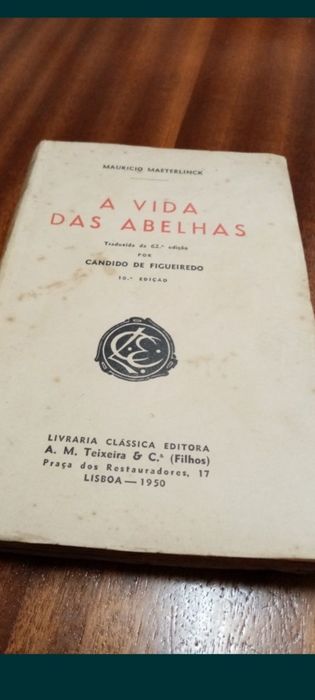 MAURICIO MAETERLINCK
A VIDA
DAS ABELHAS
Traduzida da 62.ª edição
POR
CANDIDO DE FIGUEIREDO
10.ª EDIÇÃO
LCE
LIVRARIA CLÁSSICA EDITORA
A. M. Teixeira & C.ª (Filhos)
Praça dos Restauradores, 17
LISBOA — 1950